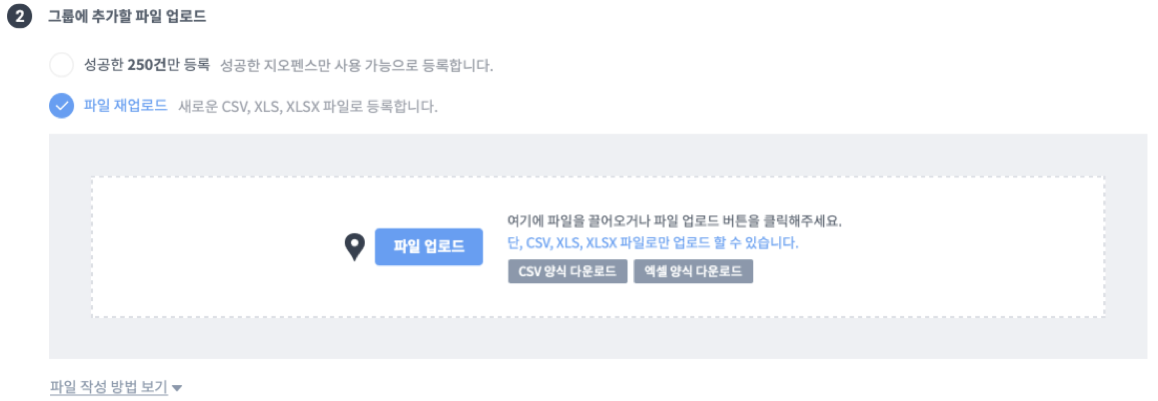 2 그룹에 추가할 파일 업로드
성공한 250건만 등록 성공한 지오펜스만 사용 가능으로 등록합니다.
파일 재업로드 새로운 CSV, XLS, XLSX 파일로 등록합니다.
여기에 파일을 끌어오거나 파일 업로드 버튼을 클릭해주세요.
파일 업로드
단, CSV, XLS, XLSX 파일로만 업로드 할 수 있습니다.
CSV 양식 다운로드 엑셀 양식 다운로드
파일 작성 방법 보기